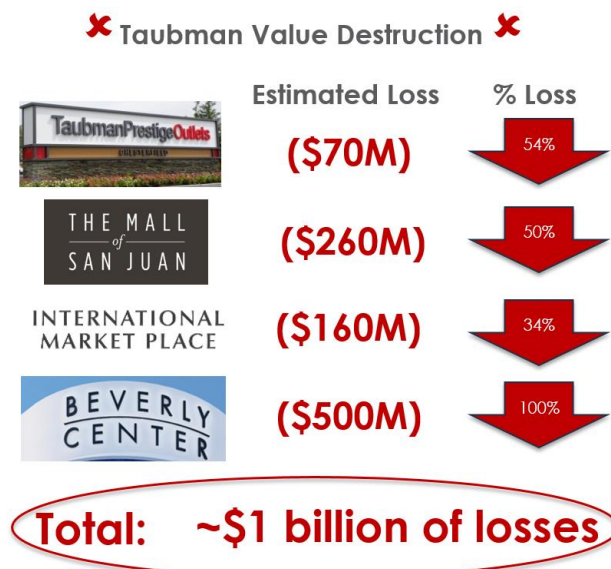 ✘ Taubman Value Destruction ✘
Estimated Loss % Loss
TaubmanPrestigeOutlets
CHESTERFIELD
($70M)
54%
THE MALL
of
SAN JUAN
($260M)
50%
INTERNATIONAL
MARKET PLACE
($160M)
34%
BEVERLY
CENTER
($500M)
100%
Total: ~$1 billion of losses